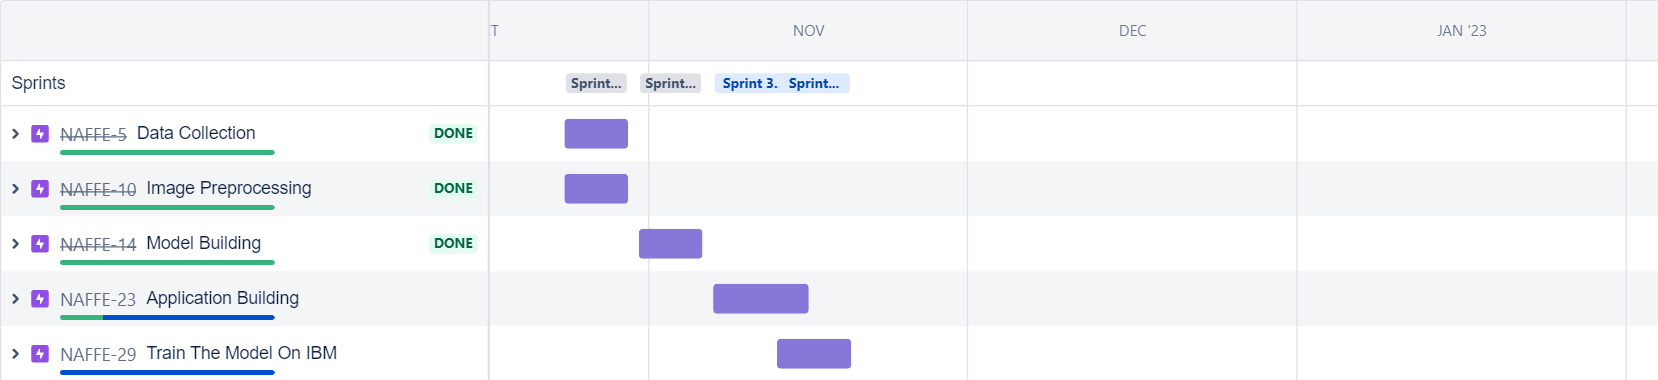 T NOV DEC JAN '23
Sprints Sprint... Sprint... Sprint 3.. Sprint...
NAFFE-5 Data Collection DONE
NAFFE-10 Image Preprocessing DONE
NAFFE-14 Model Building DONE
NAFFE-23 Application Building
NAFFE-29 Train The Model On IBM